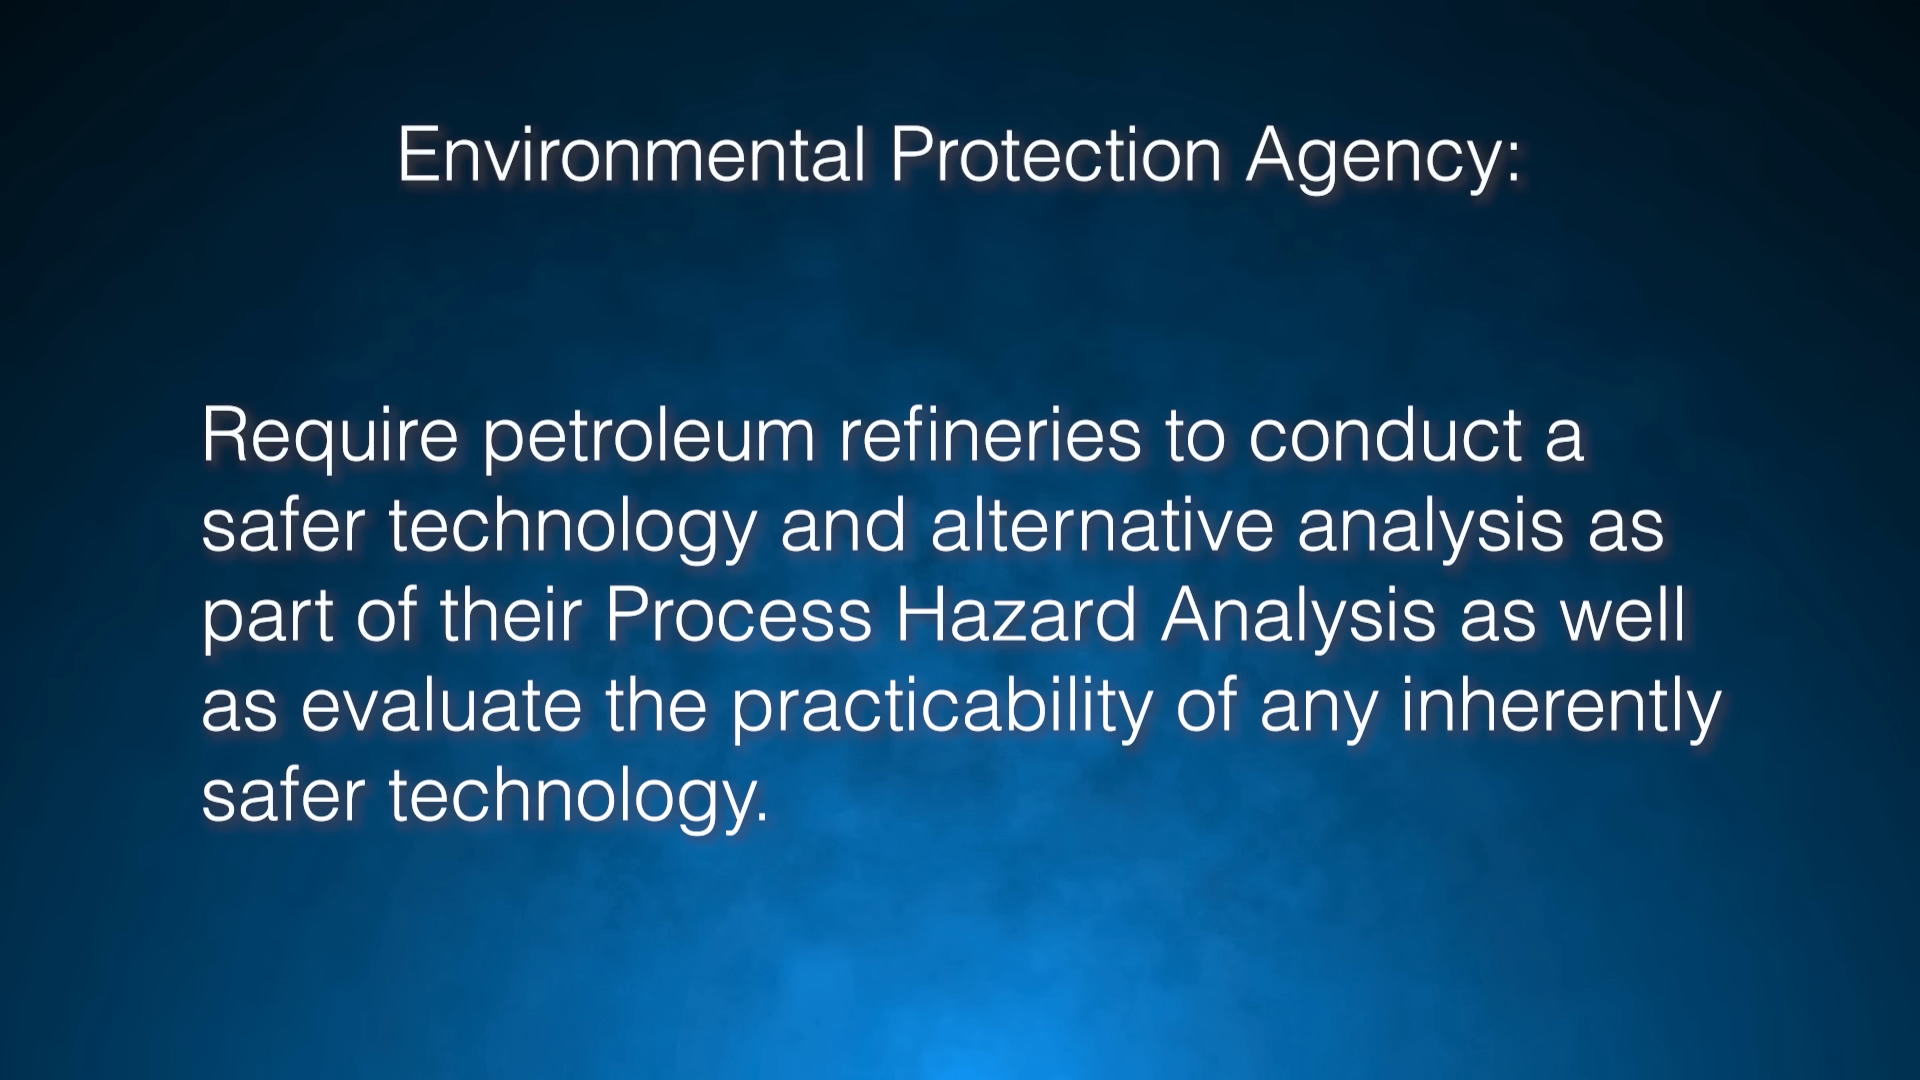 Environmental Protection Agency:
Require petroleum refineries to conduct a
safer technology and alternative analysis as
part of their Process Hazard Analysis as well
as evaluate the practicability of any inherently
safer technology.